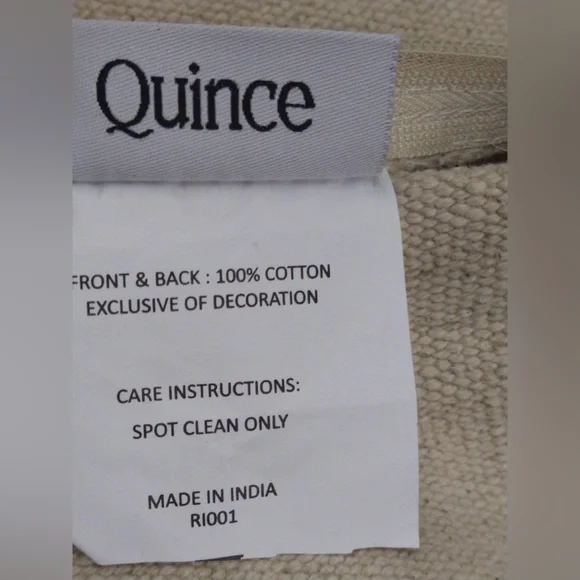 Quince
FRONT & BACK : 100% COTTON
EXCLUSIVE OF DECORATION
CARE INSTRUCTIONS:
SPOT CLEAN ONLY
MADE IN INDIA
RI001